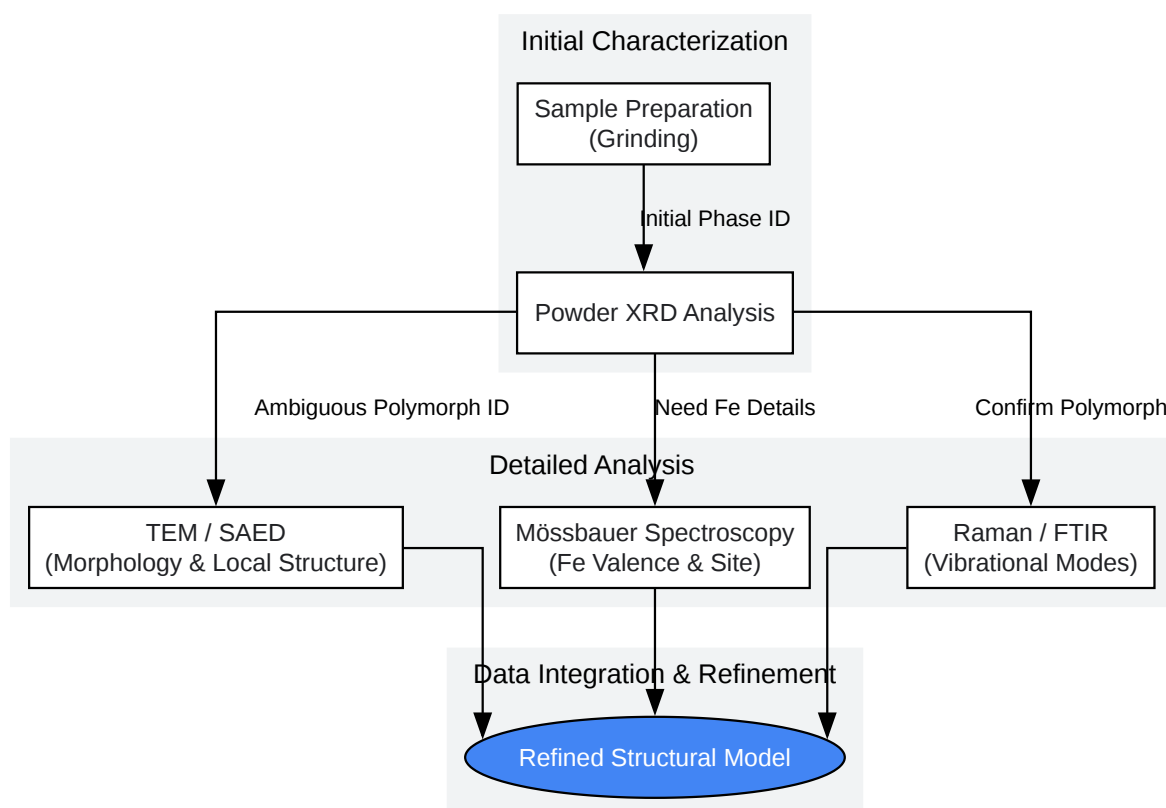 Initial Characterization
Sample Preparation
(Grinding)
Initial Phase ID
Powder XRD Analysis
Ambiguous Polymorph ID
Need Fe Details
Confirm Polymorph
Detailed Analysis
TEM / SAED
(Morphology & Local Structure)
Mössbauer Spectroscopy
(Fe Valence & Site)
Raman / FTIR
(Vibrational Modes)
Data Integration & Refinement
Refined Structural Model